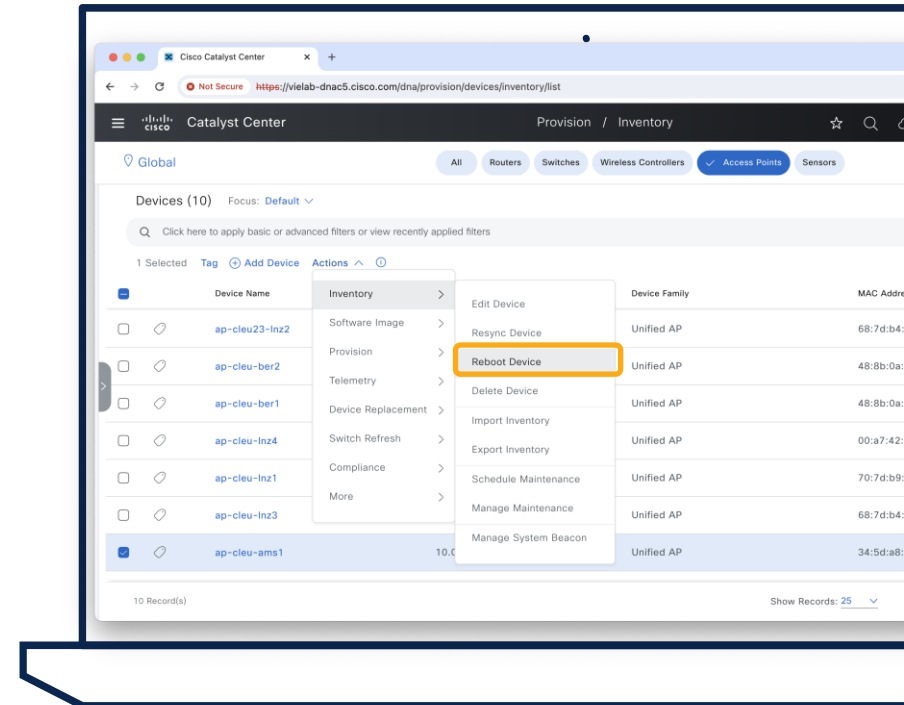 Cisco Catalyst Center
Not Secure https://vielab-dnac5.cisco.com/dna/provision/devices/inventory/list
cisco Catalyst Center Provision / Inventory
Global All Routers Switches Wireless Controllers Access Points Sensors
Devices (10) Focus: Default
Click here to apply basic or advanced filters or view recently applied filters
1 Selected Tag Add Device Actions
Device Name Inventory Device Family MAC Addre
Edit Device
ap-cleu23-lnz2 Software Image Unified AP 68:7d:b4:
Resync Device
Provision
ap-cleu-ber2 Reboot Device Unified AP 48:8b:0a:
Telemetry
Delete Device
ap-cleu-ber1 Device Replacement Unified AP 48:8b:0a:
Import Inventory
ap-cleu-lnz4 Switch Refresh Unified AP 00:a7:42:
Export Inventory
Compliance
ap-cleu-lnz1 Schedule Maintenance Unified AP 70:7d:b9:
More
Manage Maintenance
ap-cleu-lnz3 Unified AP 68:7d:b4:
Manage System Beacon
ap-cleu-ams1 10.0 Unified AP 34:5d:a8:
10 Record(s) Show Records: 25